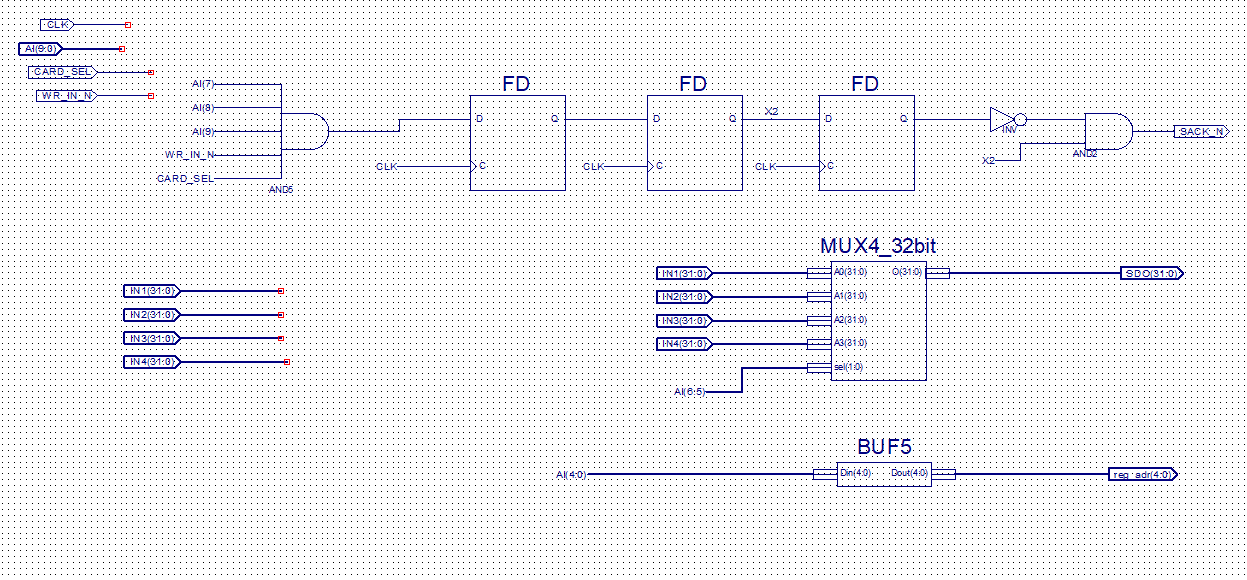 CLK
AI(9:0)
CARD_SEL
WR_IN_N
AI(7)
AI(8)
AI(9)
WR_IN_N
CARD_SEL
AND5
FD
D
Q
C
CLK
FD
D
Q
C
CLK
X2
FD
D
Q
C
CLK
INV
X2
AND2
SACK_N
IN1(31:0)
IN2(31:0)
IN3(31:0)
IN4(31:0)
MUX4_32bit
IN1(31:0)
A0(31:0)
O(31:0)
SDO(31:0)
IN2(31:0)
A1(31:0)
IN3(31:0)
A2(31:0)
IN4(31:0)
A3(31:0)
sel(1:0)
AI(6:5)
BUF5
AI(4:0)
Din(4:0)
Dout(4:0)
reg_adr(4:0)